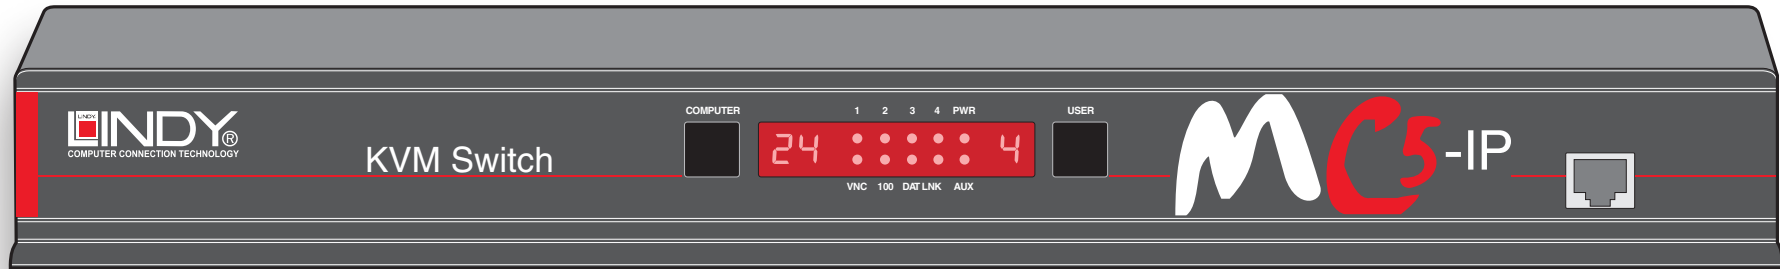 LINDY
LINDY®
COMPUTER CONNECTION TECHNOLOGY
KVM Switch
COMPUTER
1 2 3 4 PWR
24 4
VNC 100 DAT LNK AUX
USER
MC5-IP